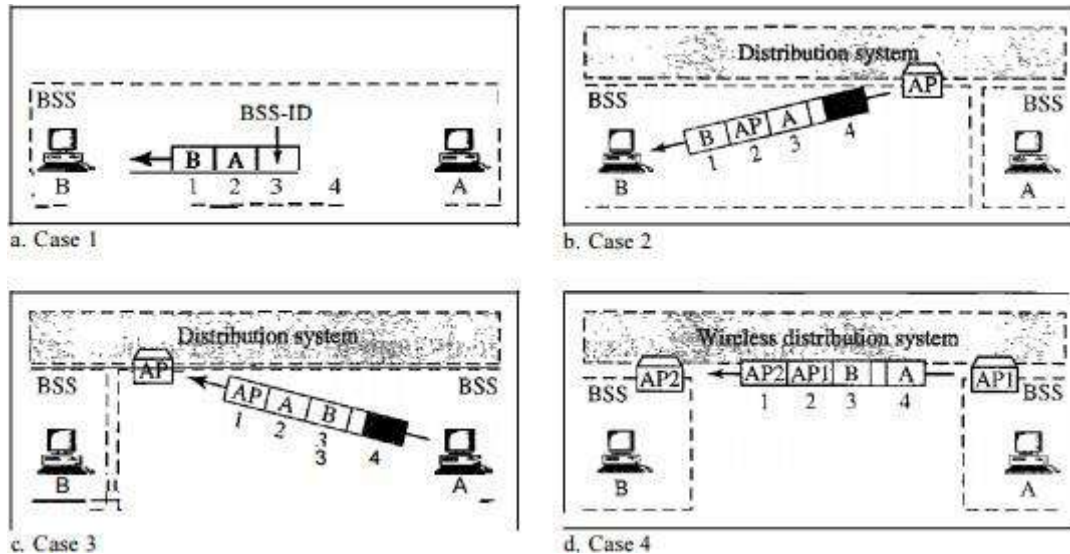 BSS
BSS-ID
B A
B
1 2 3 4
A
a. Case 1
Distribution system
AP
BSS
BSS
B AP A
1 2 3 4
B
A
b. Case 2
Distribution system
AP
BSS
BSS
AP A B
1 2 3 4
3
B
A
c. Case 3
Wireless distribution system
AP2
AP1
BSS
BSS
AP2 AP1 B A
1 2 3 4
B
A
d. Case 4